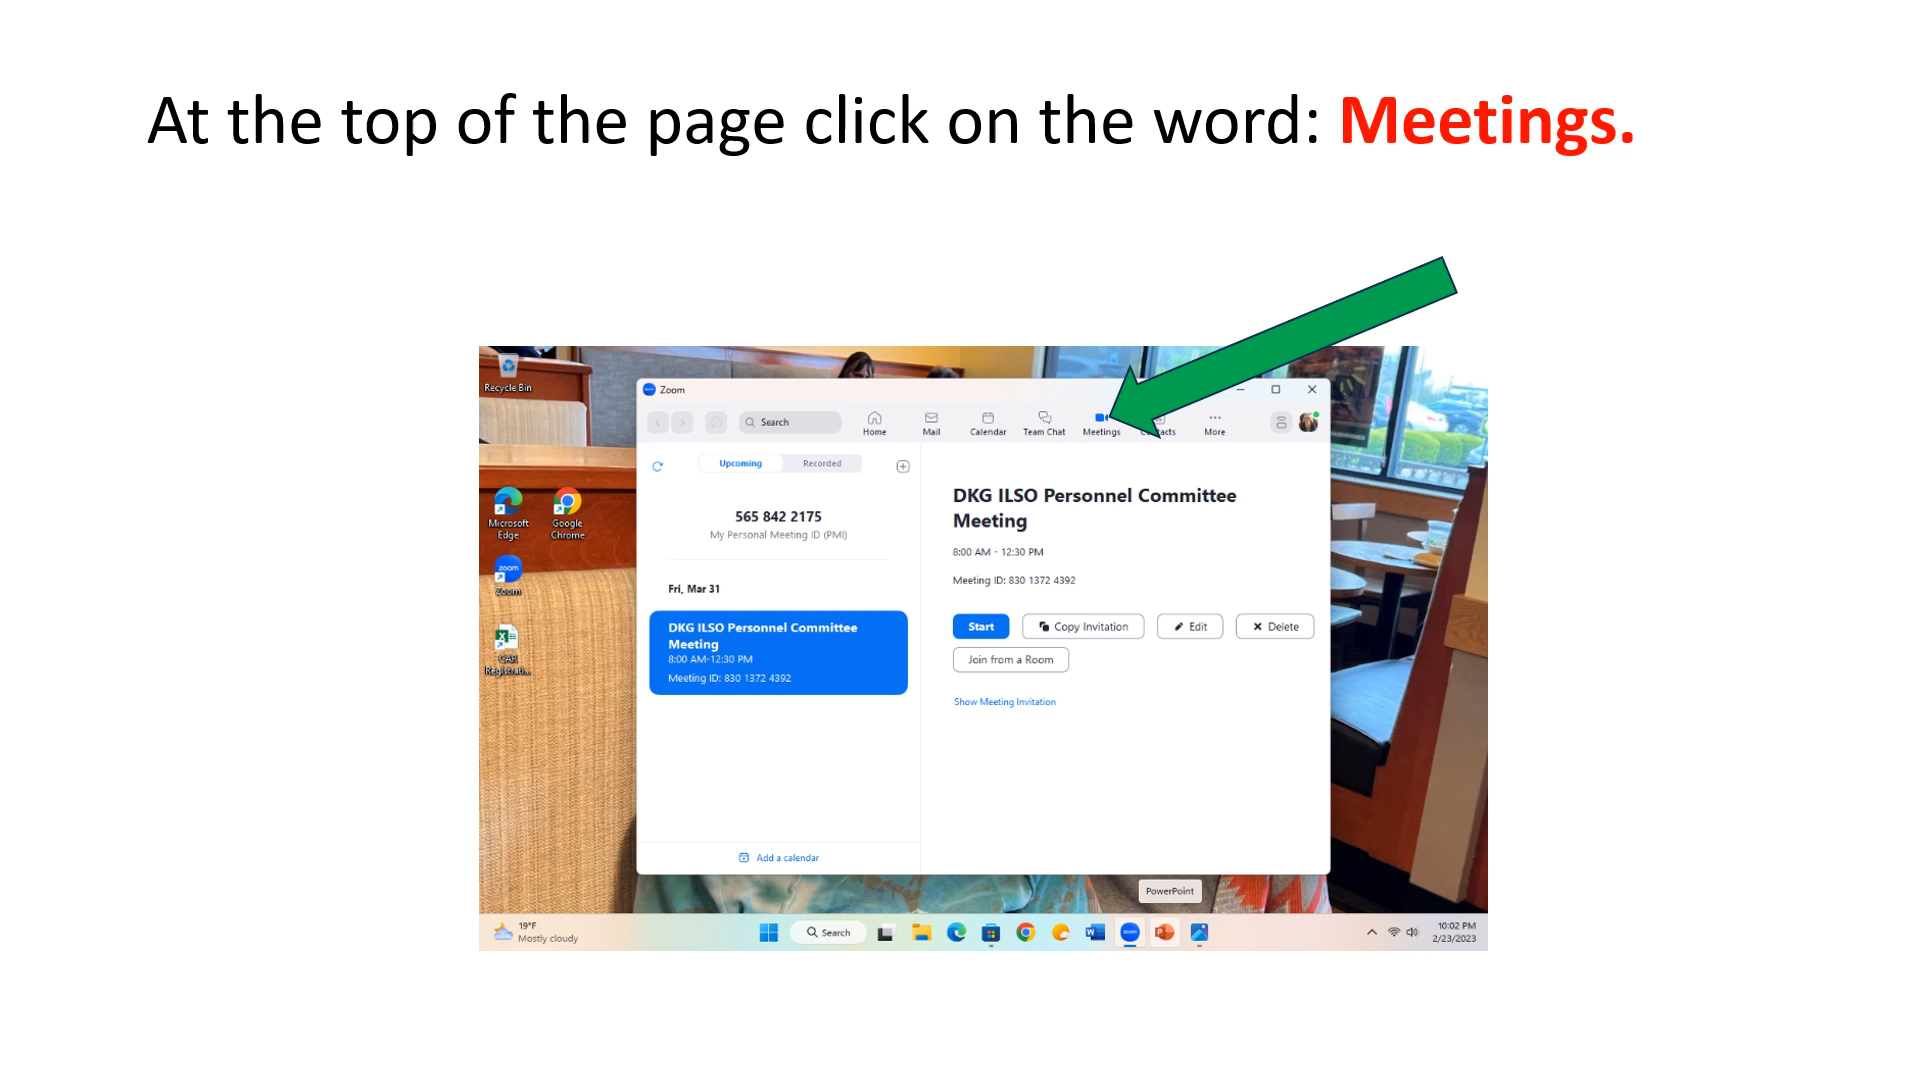 At the top of the page click on the word: Meetings.
Recycle Bin
Zoom
Search
Home
Mail
Calendar
Team Chat
Meetings
More
Upcoming
Recorded
565 842 2175
My Personal Meeting ID (PMI)
Fri, Mar 31
DKG ILSO Personnel Committee
Meeting
8:00 AM-12:30 PM
Meeting ID: 830 1372 4392
Add a calendar
DKG ILSO Personnel Committee
Meeting
8:00 AM - 12:30 PM
Meeting ID: 830 1372 4392
Start
Copy Invitation
Edit
Delete
Join from a Room
Show Meeting Invitation
Microsoft
Edge
Google
Chrome
zoom
Zoom
CAR
Registrati...
PowerPoint
19°F
Mostly cloudy
Search
10:02 PM
2/23/2023